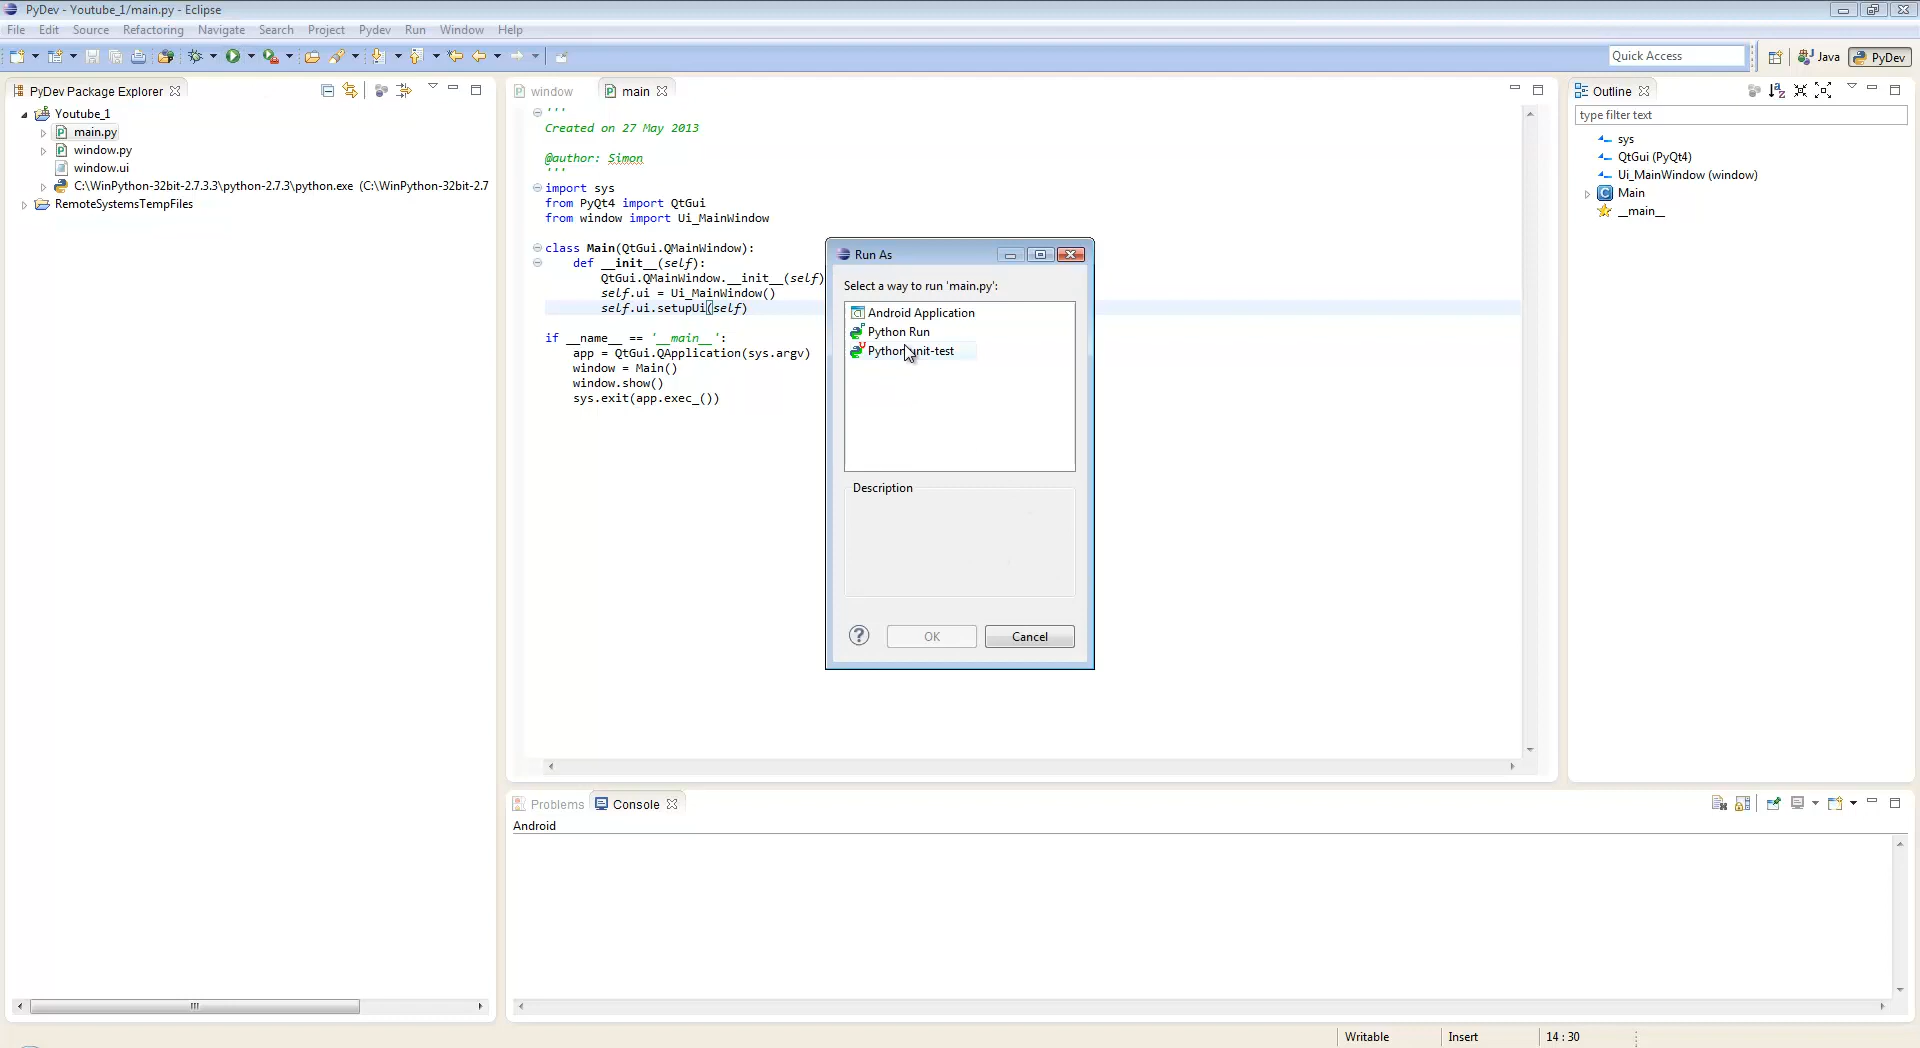 PyDev - Youtube_1/main.py - Eclipse
File Edit Source Refactoring Navigate Search Project Pydev Run Window Help
Quick Access
Java
PyDev
PyDev Package Explorer
Youtube_1
main.py
window.py
window.ui
C:\WinPython-32bit-2.7.3.3\python-2.7.3\python.exe (C:\WinPython-32bit-2.7
RemoteSystemsTempFiles
window
main
'''
Created on 27 May 2013
@author: Simon
'''
import sys
from PyQt4 import QtGui
from window import Ui_MainWindow
class Main(QtGui.QMainWindow):
def __init__(self):
QtGui.QMainWindow.__init__(self)
self.ui = Ui_MainWindow()
self.ui.setupUi(self)
if __name__ == '__main__':
app = QtGui.QApplication(sys.argv)
window = Main()
window.show()
sys.exit(app.exec_())
Run As
Select a way to run 'main.py':
Android Application
Python Run
Python unit-test
Description
OK
Cancel
Outline
type filter text
sys
QtGui (PyQt4)
Ui_MainWindow (window)
Main
__main__
Problems
Console
Android
Writable
Insert
14 : 30